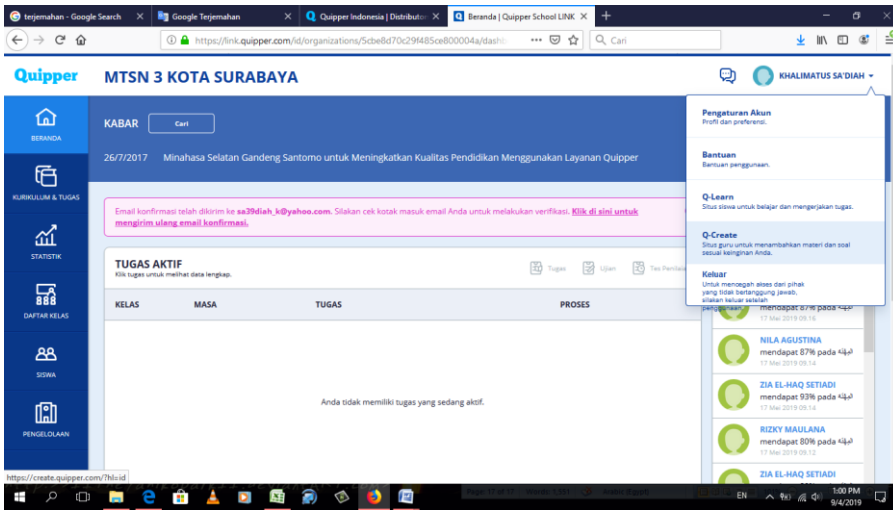 terjemahan - Google Search
Google Terjemahan
Quipper Indonesia | Distributor
Beranda | Quipper School LINK
https://link.quipper.com/id/organizations/5cbe8d70c29f485ce800004a/dashb
Cari
Quipper
MTSN 3 KOTA SURABAYA
KHALIMATUS SA'DIAH
BERANDA
KURIKULUM & TUGAS
STATISTIK
DAFTAR KELAS
SISWA
PENGELOLAAN
KABAR
Cari
26/7/2017 Minahasa Selatan Gandeng Santomo untuk Meningkatkan Kualitas Pendidikan Menggunakan Layanan Quipper
Pengaturan Akun
Profil dan preferensi.
Bantuan
Bantuan penggunaan.
Q-Learn
Situs siswa untuk belajar dan mengerjakan tugas.
Q-Create
Situs guru untuk menambahkan materi dan soal
sesuai keinginan Anda.
Keluar
Untuk mencegah akses dari pihak
yang tidak bertanggung jawab,
silakan keluar setelah
penggunaan.
Email konfirmasi telah dikirim ke sa39diah_k@yahoo.com. Silakan cek kotak masuk email Anda untuk melakukan verifikasi. Klik di sini untuk
mengirim ulang email konfirmasi.
TUGAS AKTIF
Klik tugas untuk melihat data lengkap.
Tugas
Ujian
Tes Penilaia
KELAS MASA TUGAS PROSES
Anda tidak memiliki tugas yang sedang aktif.
mendapat 87% pada
17 Mei 2019 09.16
NILA AGUSTINA
mendapat 87% pada
17 Mei 2019 09.14
ZIA EL-HAQ SETIADI
mendapat 93% pada
17 Mei 2019 09.14
RIZKY MAULANA
mendapat 80% pada
17 Mei 2019 09.12
ZIA EL-HAQ SETIADI
https://create.quipper.com/?hl=id
EN
1:00 PM
9/4/2019